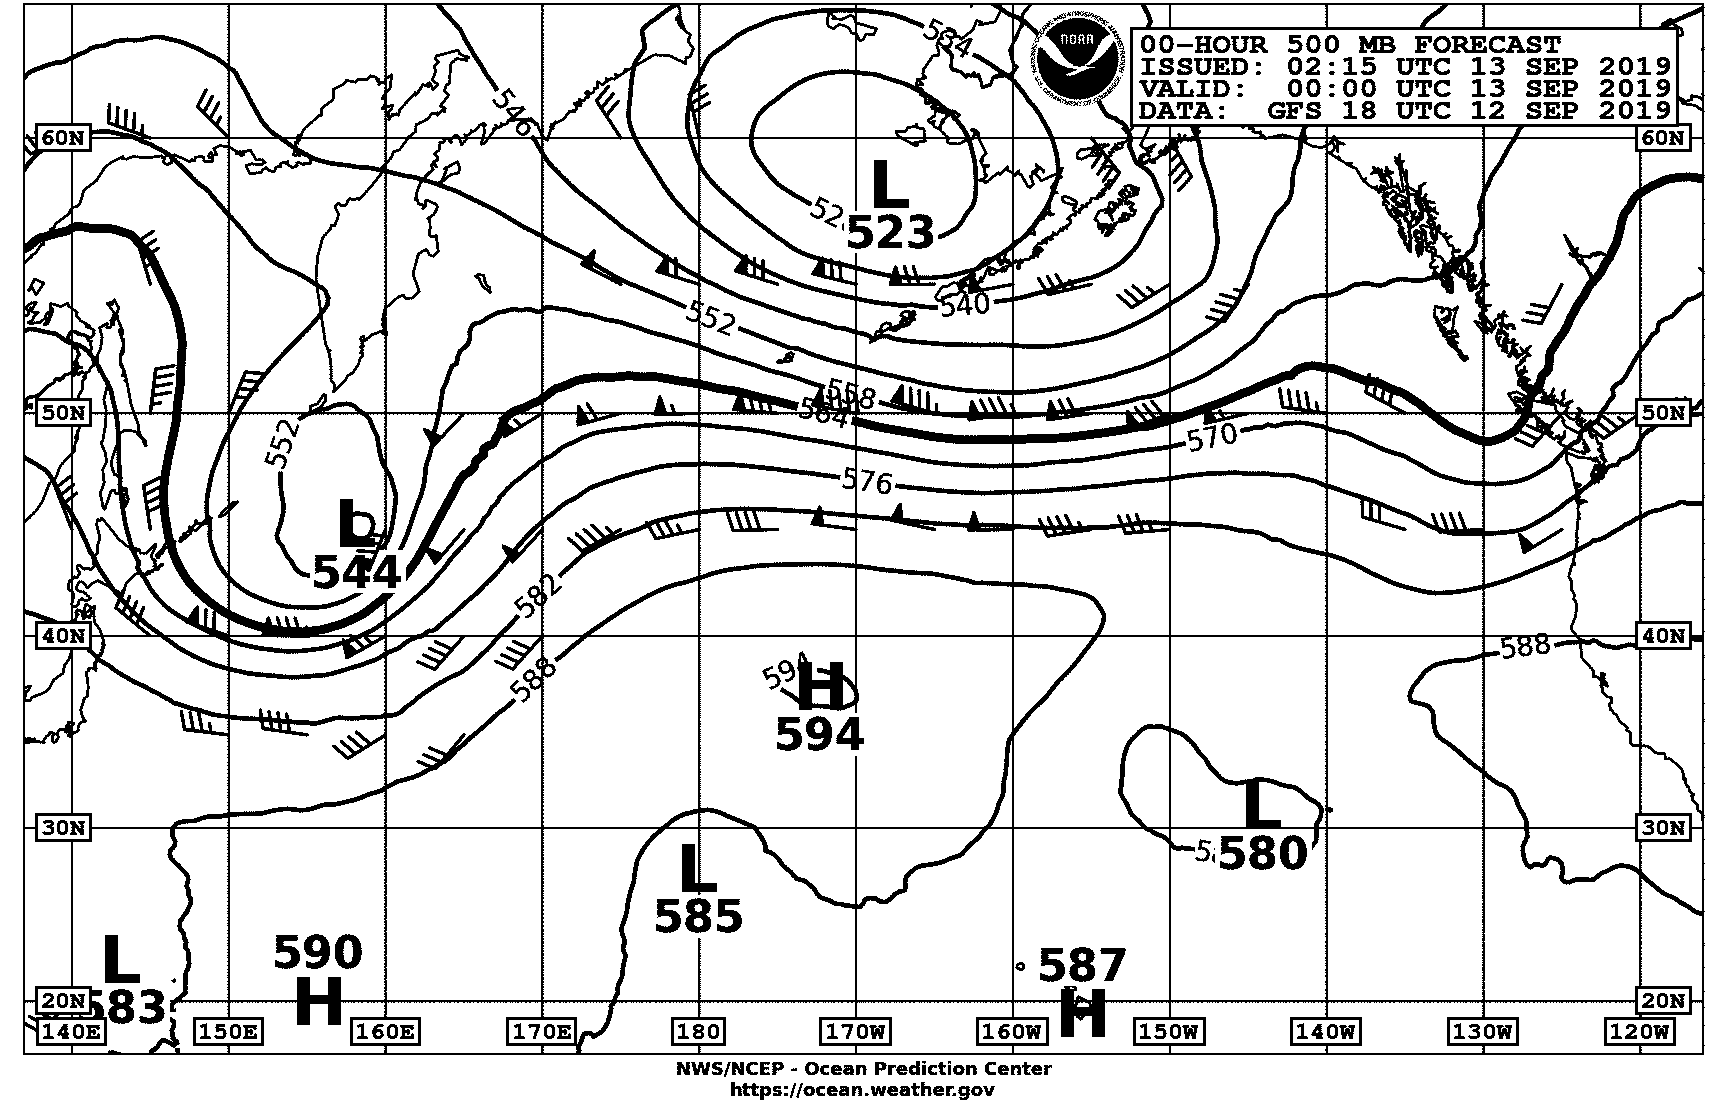 534
NOAA
00-HOUR 500 MB FORECAST
ISSUED: 02:15 UTC 13 SEP 2019
VALID: 00:00 UTC 13 SEP 2019
DATA: GFS 18 UTC 12 SEP 2019
546
60N
60N
L
523
540
552
558
564
50N
50N
570
552
576
L
544
582
40N
40N
588
588
594
H
594
L
580
30N
30N
L
585
L
583
590
H
587
H
20N
20N
140E 150E 160E 170E 180 170W 160W 150W 140W 130W 120W
NWS/NCEP - Ocean Prediction Center
https://ocean.weather.gov